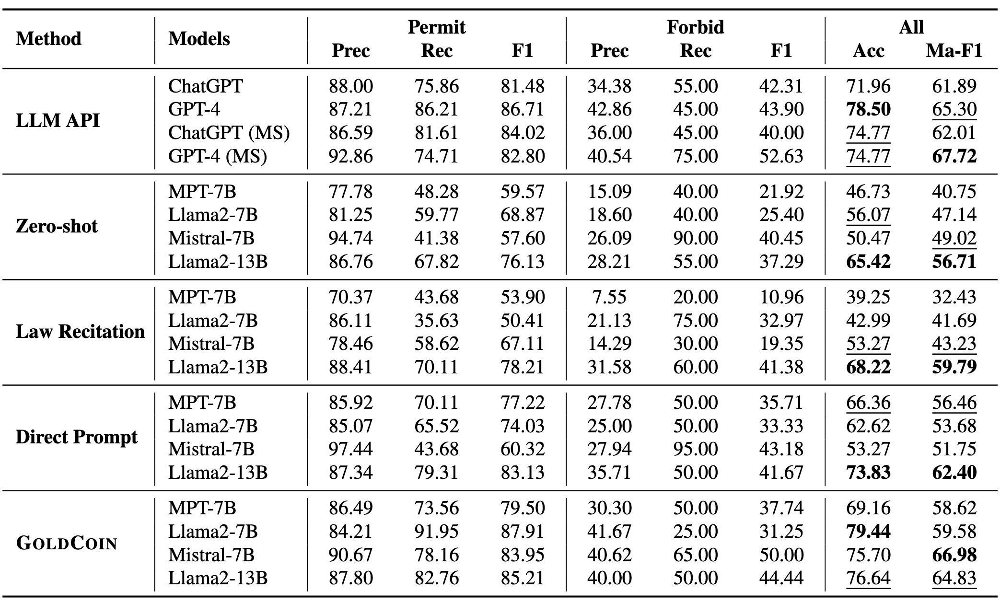 Method Models Permit Forbid All
Prec Rec F1 Prec Rec F1 Acc Ma-F1
LLM API ChatGPT 88.00 75.86 81.48 34.38 55.00 42.31 71.96 61.89
GPT-4 87.21 86.21 86.71 42.86 45.00 43.90 78.50 65.30
ChatGPT (MS) 86.59 81.61 84.02 36.00 45.00 40.00 74.77 62.01
GPT-4 (MS) 92.86 74.71 82.80 40.54 75.00 52.63 74.77 67.72
Zero-shot MPT-7B 77.78 48.28 59.57 15.09 40.00 21.92 46.73 40.75
Llama2-7B 81.25 59.77 68.87 18.60 40.00 25.40 56.07 47.14
Mistral-7B 94.74 41.38 57.60 26.09 90.00 40.45 50.47 49.02
Llama2-13B 86.76 67.82 76.13 28.21 55.00 37.29 65.42 56.71
Law Recitation MPT-7B 70.37 43.68 53.90 7.55 20.00 10.96 39.25 32.43
Llama2-7B 86.11 35.63 50.41 21.13 75.00 32.97 42.99 41.69
Mistral-7B 78.46 58.62 67.11 14.29 30.00 19.35 53.27 43.23
Llama2-13B 88.41 70.11 78.21 31.58 60.00 41.38 68.22 59.79
Direct Prompt MPT-7B 85.92 70.11 77.22 27.78 50.00 35.71 66.36 56.46
Llama2-7B 85.07 65.52 74.03 25.00 50.00 33.33 62.62 53.68
Mistral-7B 97.44 43.68 60.32 27.94 95.00 43.18 53.27 51.75
Llama2-13B 87.34 79.31 83.13 35.71 50.00 41.67 73.83 62.40
GOLDCOIN MPT-7B 86.49 73.56 79.50 30.30 50.00 37.74 69.16 58.62
Llama2-7B 84.21 91.95 87.91 41.67 25.00 31.25 79.44 59.58
Mistral-7B 90.67 78.16 83.95 40.62 65.00 50.00 75.70 66.98
Llama2-13B 87.80 82.76 85.21 40.00 50.00 44.44 76.64 64.83